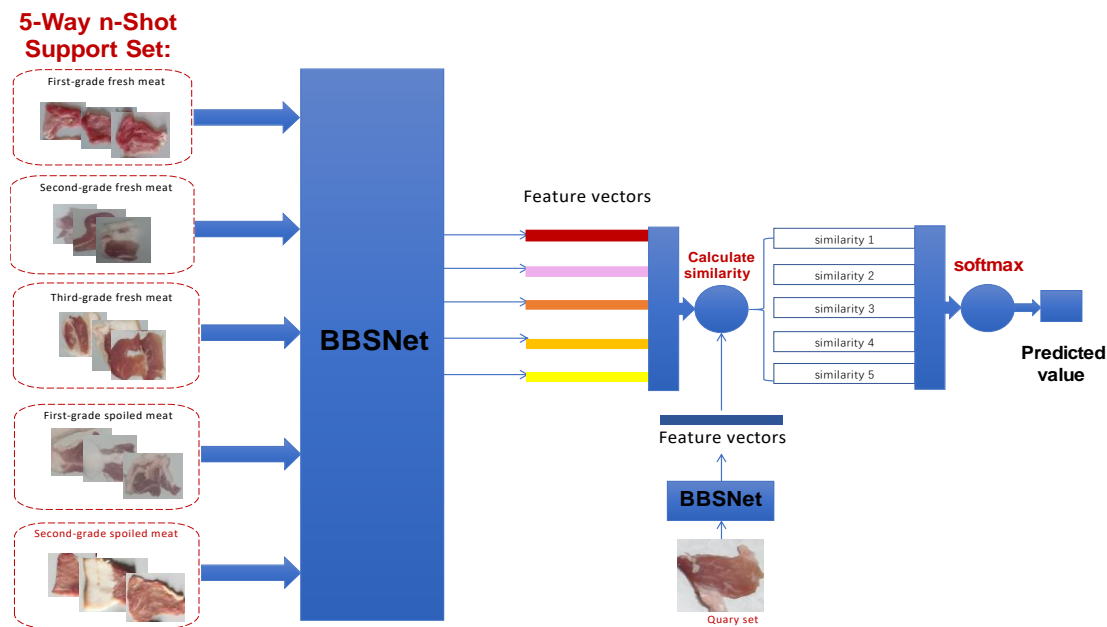 5-Way n-Shot
Support Set:
First-grade fresh meat
Second-grade fresh meat
Third-grade fresh meat
First-grade spoiled meat
Second-grade spoiled meat
BBSNet
Feature vectors
Calculate
similarity
similarity 1
similarity 2
similarity 3
similarity 4
similarity 5
softmax
Predicted
value
Feature vectors
BBSNet
Quary set